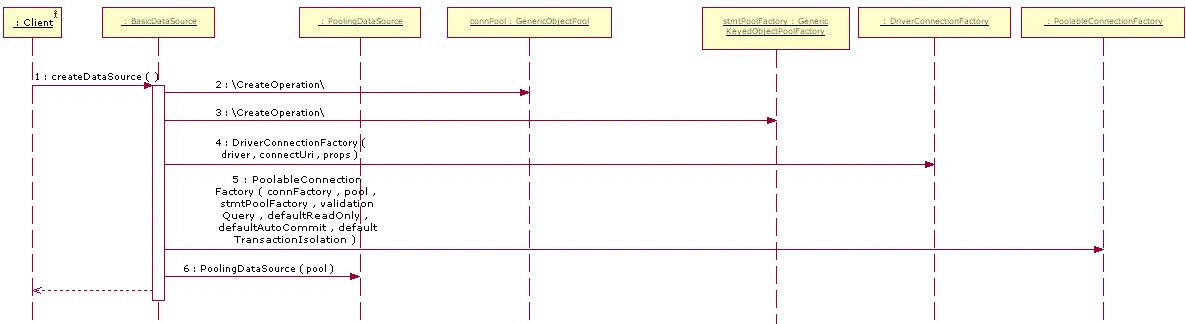 : Client
: BasicDataSource
: PoolingDataSource
connPool : GenericObjectPool
stmtPoolFactory : Generic
KeyedObjectPoolFactory
: DriverConnectionFactory
: PoolableConnectionFactory
1 : createDataSource ( )
2 : \CreateOperation\
3 : \CreateOperation\
4 : DriverConnectionFactory (
driver , connectUri , props )
5 : PoolableConnection
Factory ( connFactory , pool ,
stmtPoolFactory , validation
Query , defaultReadOnly ,
defaultAutoCommit , default
TransactionIsolation )
6 : PoolingDataSource ( pool )